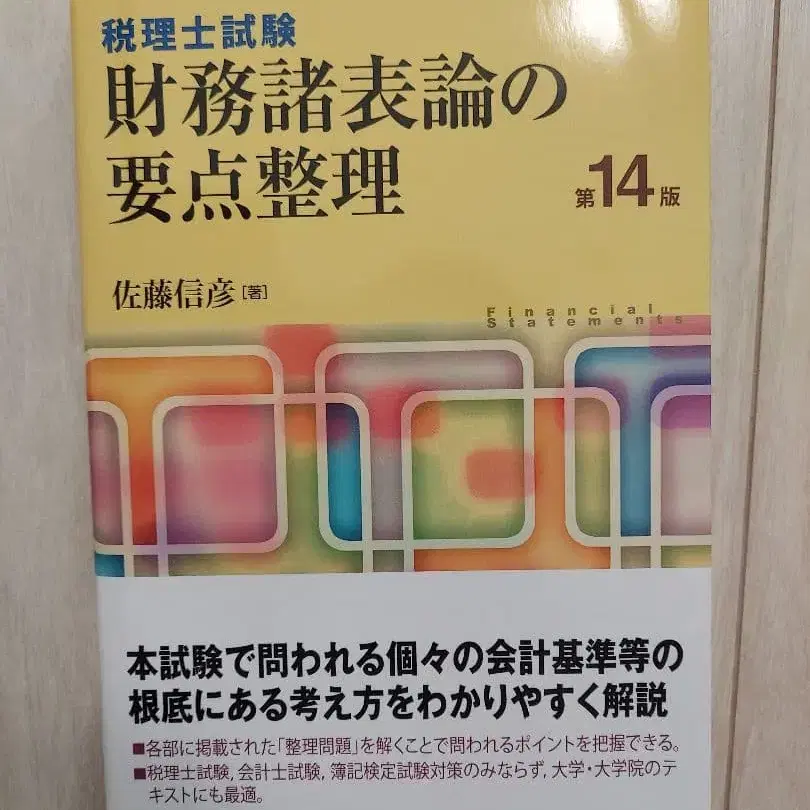 税理士試験
財務諸表論の
要点整理
第14版
佐藤信彦[著]
Financial
Statements
本試験で問われる個々の会計基準等の
根底にある考え方をわかりやすく解説
■各部に掲載された「整理問題」を解くことで問われるポイントを把握できる。
■税理士試験,会計士試験,簿記検定試験対策のみならず,大学・大学院のテ
キストにも最適。